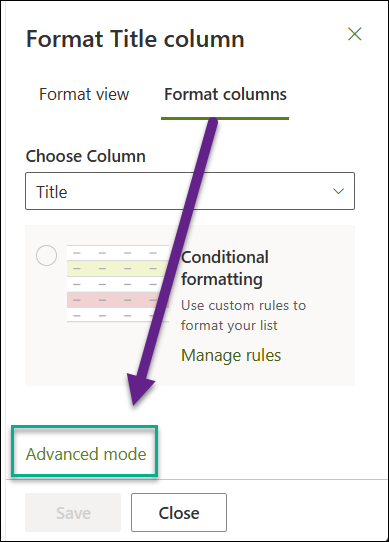 Format Title column
Format view
Format columns
Choose Column
Title
Conditional
formatting
Use custom rules to
format your list
Manage rules
Advanced mode
Save
Close